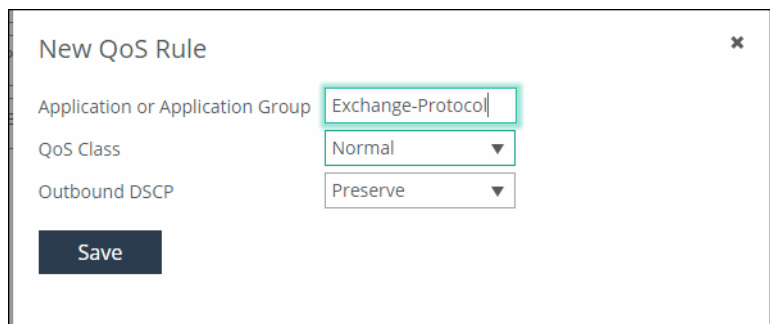 New QoS Rule
Application or Application Group Exchange-Protocol
QoS Class Normal
Outbound DSCP Preserve
Save